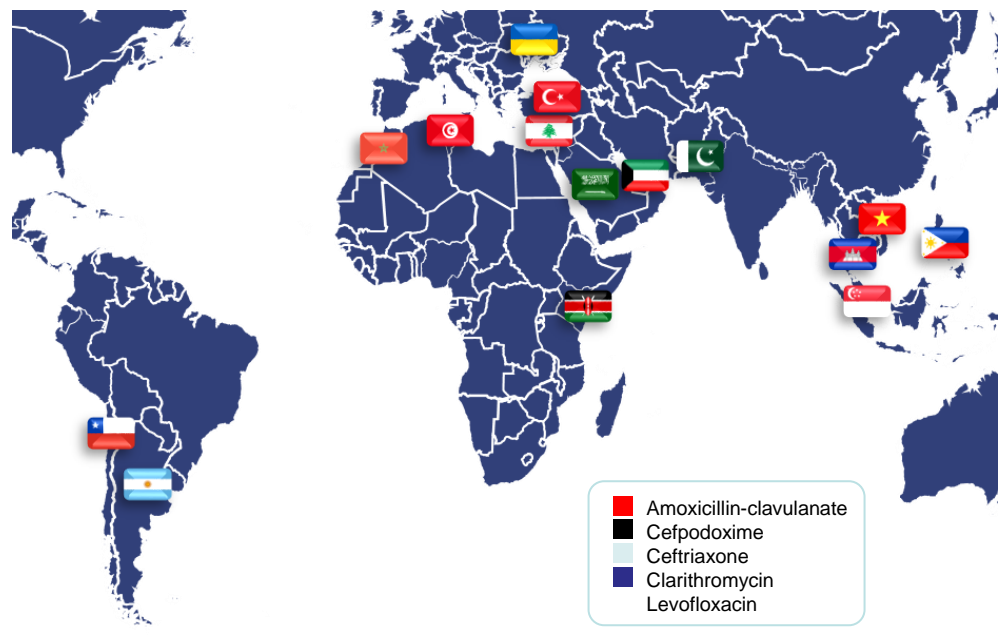 Amoxicillin-clavulanate
Cefpodoxime
Ceftriaxone
Clarithromycin
Levofloxacin